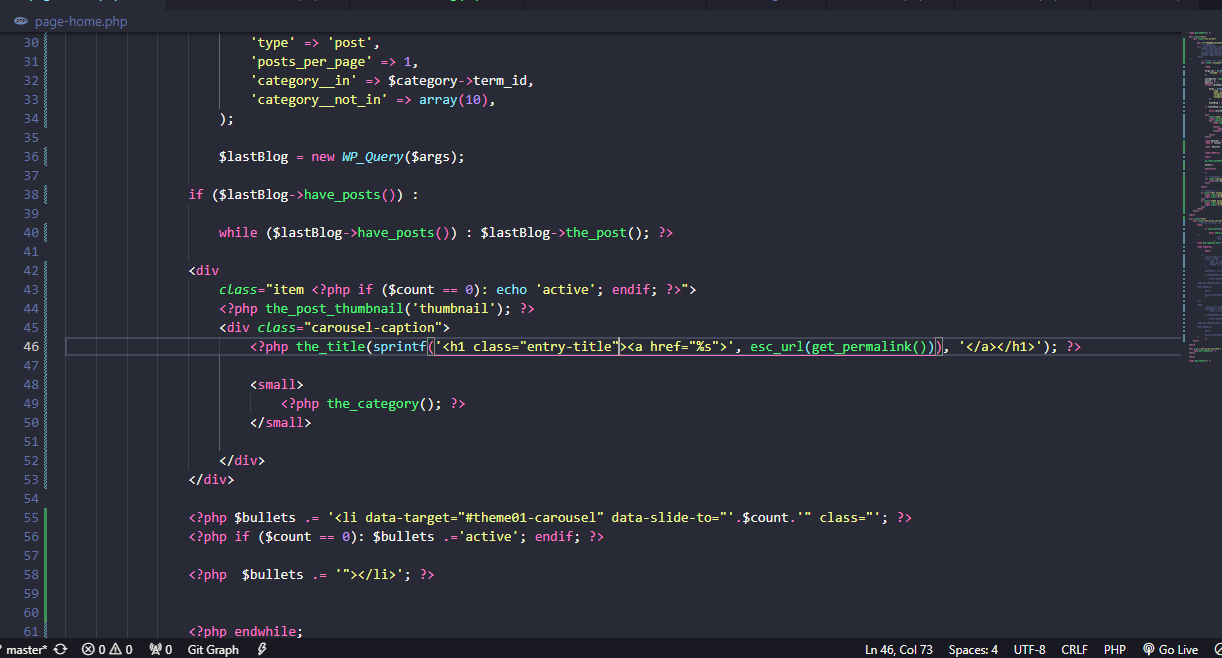 page-home.php
30 'type' => 'post',
31 'posts_per_page' => 1,
32 'category__in' => $category->term_id,
33 'category__not_in' => array(10),
34 );
35
36 $lastBlog = new WP_Query($args);
37
38 if ($lastBlog->have_posts()) :
39
40 while ($lastBlog->have_posts()) : $lastBlog->the_post(); ?>
41
42 <div
43 class="item <?php if ($count == 0): echo 'active'; endif; ?>">
44 <?php the_post_thumbnail('thumbnail'); ?>
45 <div class="carousel-caption">
46 <?php the_title(sprintf('<h1 class="entry-title"><a href="%s">', esc_url(get_permalink())), '</a></h1>'); ?>
47
48 <small>
49 <?php the_category(); ?>
50 </small>
51
52 </div>
53 </div>
54
55 <?php $bullets .= '<li data-target="#theme01-carousel" data-slide-to="'.$count.'" class="'; ?>
56 <?php if ($count == 0): $bullets .='active'; endif; ?>
57
58 <?php  $bullets .= '"></li>'; ?>
59
60
61 <?php endwhile;
master* 0 0 0 Git Graph Ln 46, Col 73 Spaces: 4 UTF-8 CRLF PHP Go Live